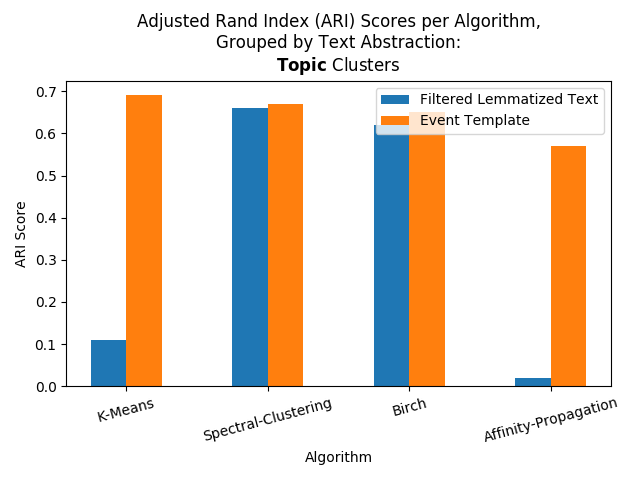 Adjusted Rand Index (ARI) Scores per Algorithm,
Grouped by Text Abstraction:
Topic Clusters
Filtered Lemmatized Text
Event Template
0.7
0.6
0.5
0.4
0.3
0.2
0.1
0.0
ARI Score
K-Means
Spectral-Clustering
Birch
Affinity-Propagation
Algorithm